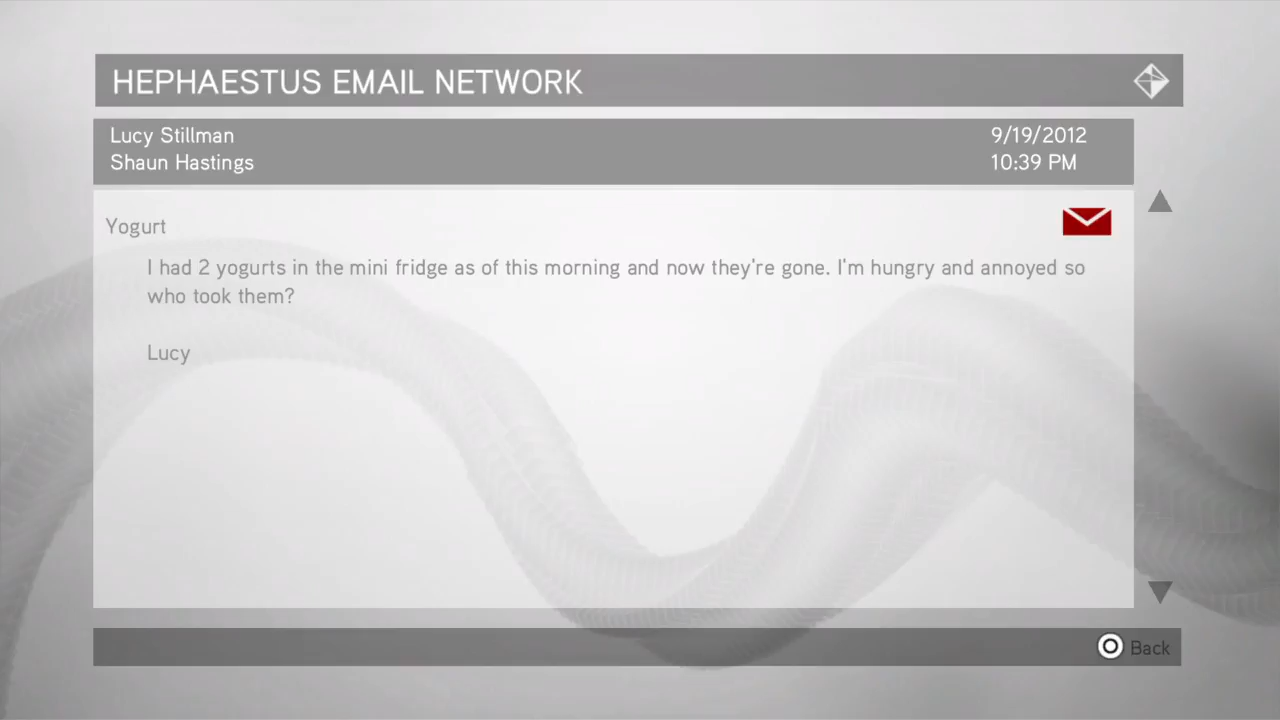 HEPHAESTUS EMAIL NETWORK
Lucy Stillman
9/19/2012
Shaun Hastings
10:39 PM
Yogurt
I had 2 yogurts in the mini fridge as of this morning and now they're gone. I'm hungry and annoyed so
who took them?
Lucy
Back